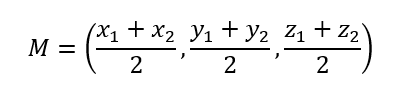 M = ( (x₁ + x₂)/2 , (y₁ + y₂)/2 , (z₁ + z₂)/2 )